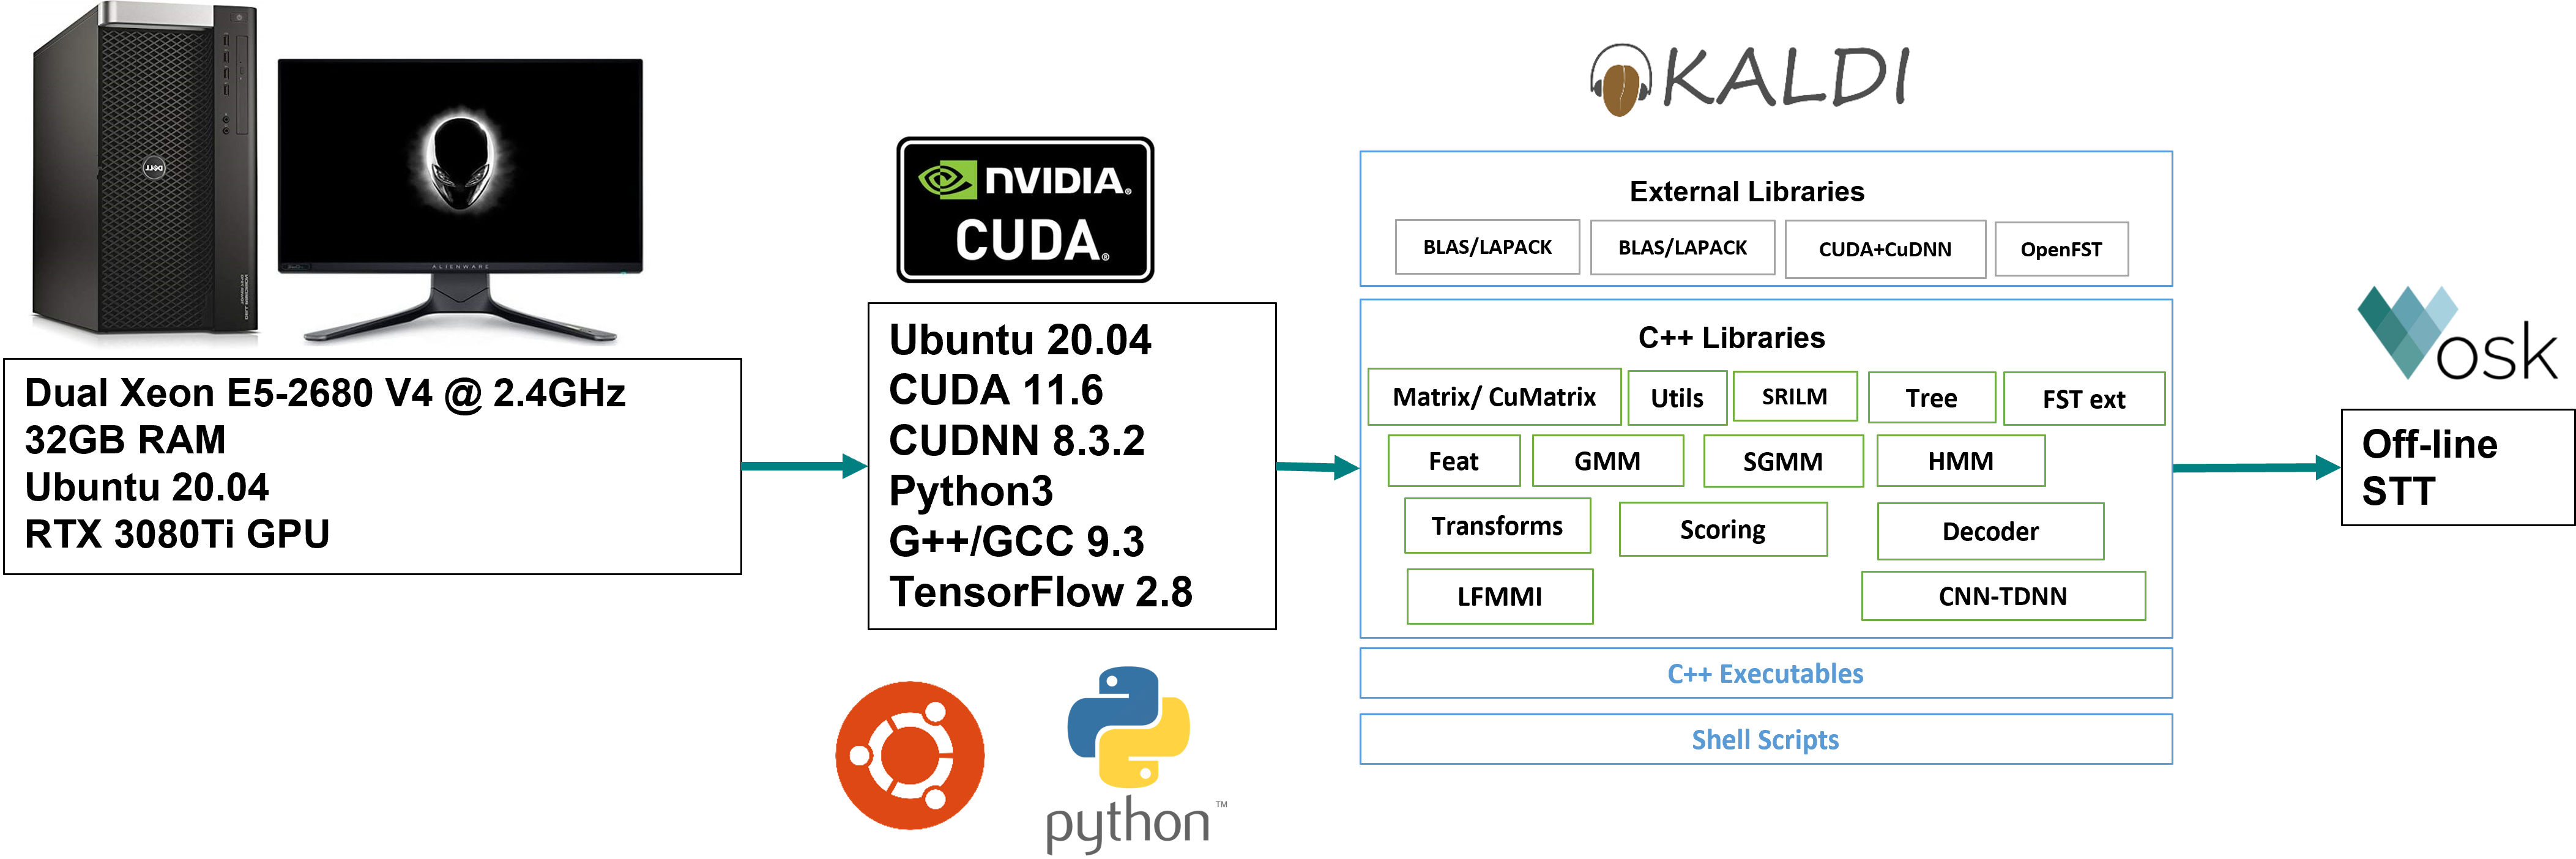 DELL
ALIENWARE
Dual Xeon E5-2680 V4 @ 2.4GHz
32GB RAM
Ubuntu 20.04
RTX 3080Ti GPU
NVIDIA®
CUDA®
Ubuntu 20.04
CUDA 11.6
CUDNN 8.3.2
Python3
G++/GCC 9.3
TensorFlow 2.8
python™
KALDI
External Libraries
BLAS/LAPACK BLAS/LAPACK CUDA+CuDNN OpenFST
C++ Libraries
Matrix/ CuMatrix Utils SRILM Tree FST ext
Feat GMM SGMM HMM
Transforms Scoring Decoder
LFMMI CNN-TDNN
C++ Executables
Shell Scripts
Vosk
Off-line
STT